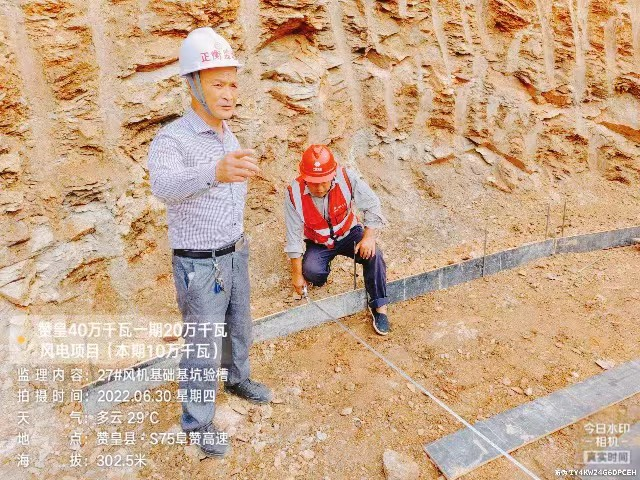 正衡监理
赞皇40万千瓦一期20万千瓦
风电项目（本期10万千瓦）
监理内容：27#风机基础基坑验槽
拍摄时间：2022.06.30 星期四
天气：多云 29℃
地点：赞皇县·S75阜赞高速
海拔：302.5米
今日水印
相机
真实时间
防伪 TY4KW24G6DPCEH